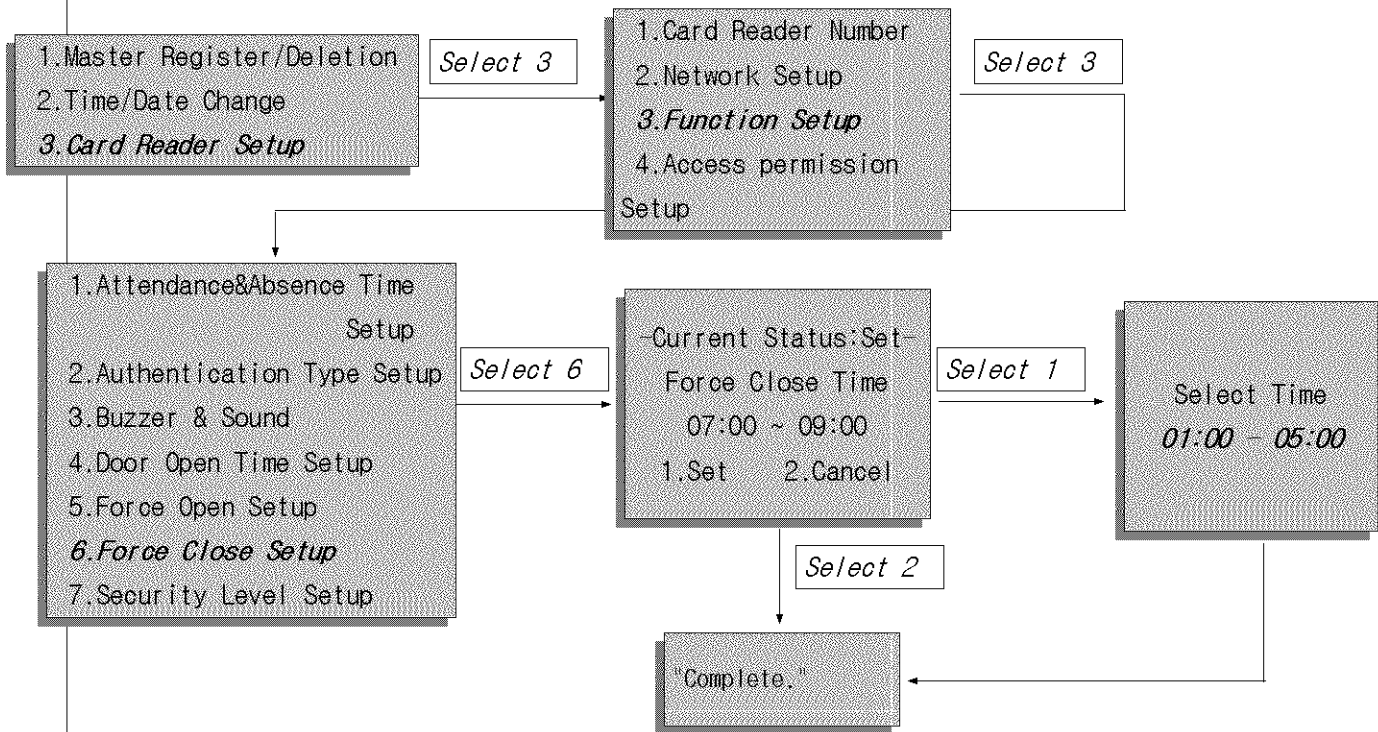 1.Master Register/Deletion
2.Time/Date Change
3.Card Reader Setup
Select 3
1.Card Reader Number
2.Network Setup
3.Function Setup
4.Access permission
Setup
Select 3
1.Attendance&Absence Time
Setup
2.Authentication Type Setup
3.Buzzer & Sound
4.Door Open Time Setup
5.Force Open Setup
6.Force Close Setup
7.Security Level Setup
Select 6
-Current Status:Set-
Force Close Time
07:00 ~ 09:00
1.Set 2.Cancel
Select 1
Select Time
01:00 - 05:00
Select 2
"Complete."